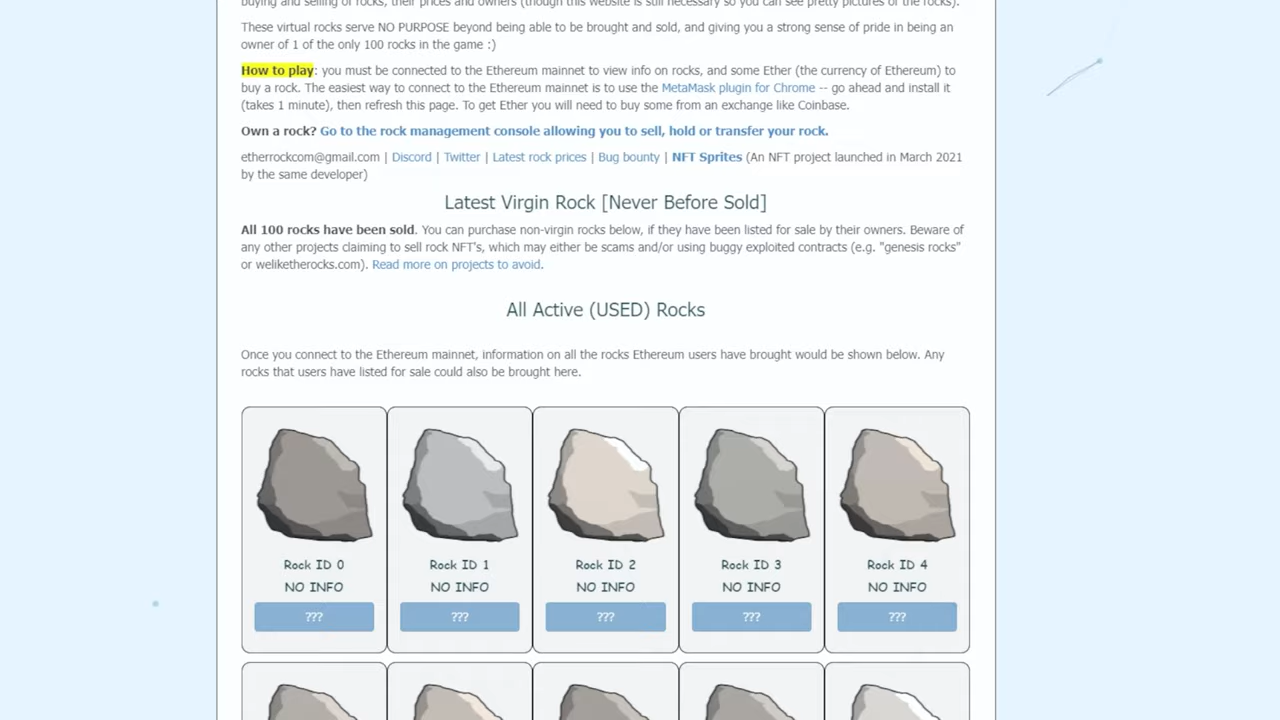 buying and selling of rocks, their prices and owners (though this website is still necessary so you can see pretty pictures of the rocks).
These virtual rocks serve NO PURPOSE beyond being able to be brought and sold, and giving you a strong sense of pride in being an
owner of 1 of the only 100 rocks in the game :)
How to play: you must be connected to the Ethereum mainnet to view info on rocks, and some Ether (the currency of Ethereum) to
buy a rock. The easiest way to connect to the Ethereum mainnet is to use the MetaMask plugin for Chrome -- go ahead and install it
(takes 1 minute), then refresh this page. To get Ether you will need to buy some from an exchange like Coinbase.
Own a rock? Go to the rock management console allowing you to sell, hold or transfer your rock.
etherrockcom@gmail.com | Discord | Twitter | Latest rock prices | Bug bounty | NFT Sprites (An NFT project launched in March 2021
by the same developer)
Latest Virgin Rock [Never Before Sold]
All 100 rocks have been sold. You can purchase non-virgin rocks below, if they have been listed for sale by their owners. Beware of
any other projects claiming to sell rock NFT's, which may either be scams and/or using buggy exploited contracts (e.g. "genesis rocks"
or weliketherocks.com). Read more on projects to avoid.
All Active (USED) Rocks
Once you connect to the Ethereum mainnet, information on all the rocks Ethereum users have brought would be shown below. Any
rocks that users have listed for sale could also be brought here.
Rock ID 0 Rock ID 1 Rock ID 2 Rock ID 3 Rock ID 4
NO INFO NO INFO NO INFO NO INFO NO INFO
??? ??? ??? ??? ???